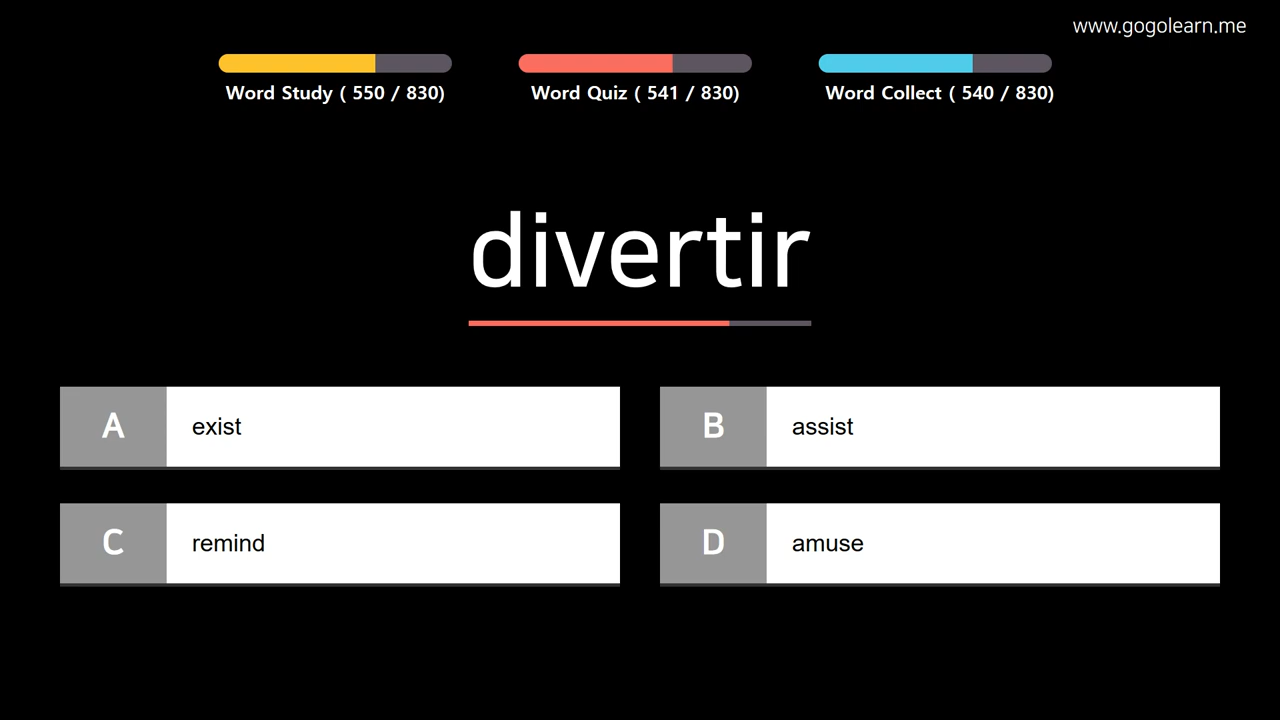 www.gogolearn.me
Word Study ( 550 / 830)
Word Quiz ( 541 / 830)
Word Collect ( 540 / 830)
divertir
A exist
B assist
C remind
D amuse